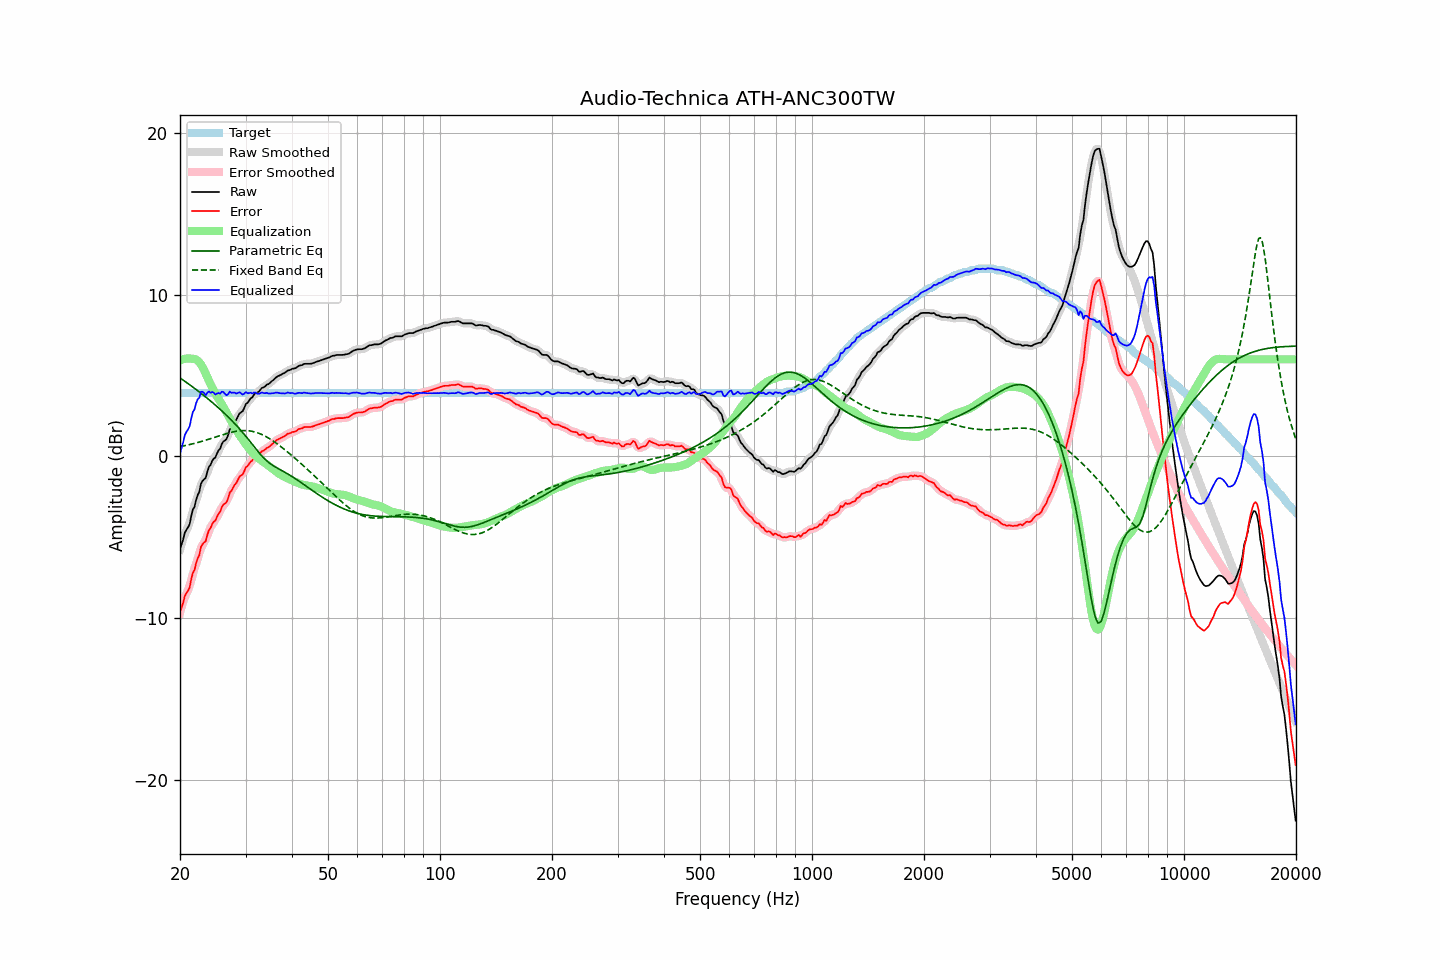 Audio-Technica ATH-ANC300TW
Target
Raw Smoothed
Error Smoothed
Raw
Error
Equalization
Parametric Eq
Fixed Band Eq
Equalized
20
10
0
−10
−20
Amplitude (dBr)
20
50
100
200
500
1000
2000
5000
10000
20000
Frequency (Hz)